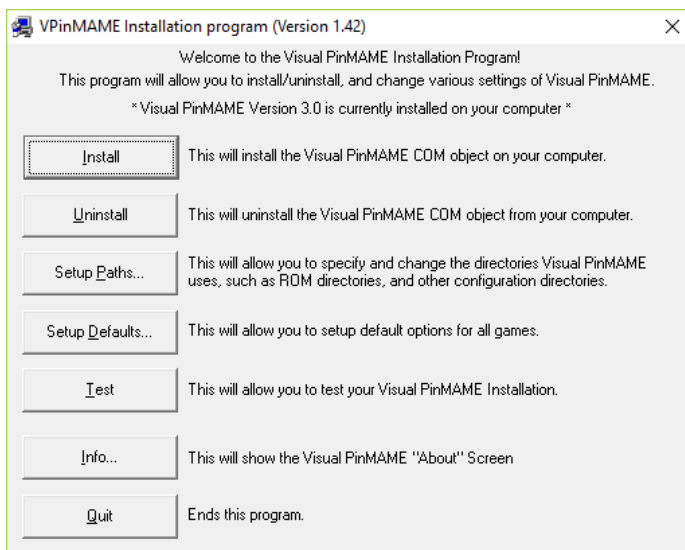 VPinMAME Installation program (Version 1.42)
Welcome to the Visual PinMAME Installation Program!
This program will allow you to install/uninstall, and change various settings of Visual PinMAME.
* Visual PinMAME Version 3.0 is currently installed on your computer *
Install
This will install the Visual PinMAME COM object on your computer.
Uninstall
This will uninstall the Visual PinMAME COM object from your computer.
Setup Paths...
This will allow you to specify and change the directories Visual PinMAME
uses, such as ROM directories, and other configuration directories.
Setup Defaults...
This will allow you to setup default options for all games.
Test
This will allow you to test your Visual PinMAME Installation.
Info...
This will show the Visual PinMAME "About" Screen
Quit
Ends this program.